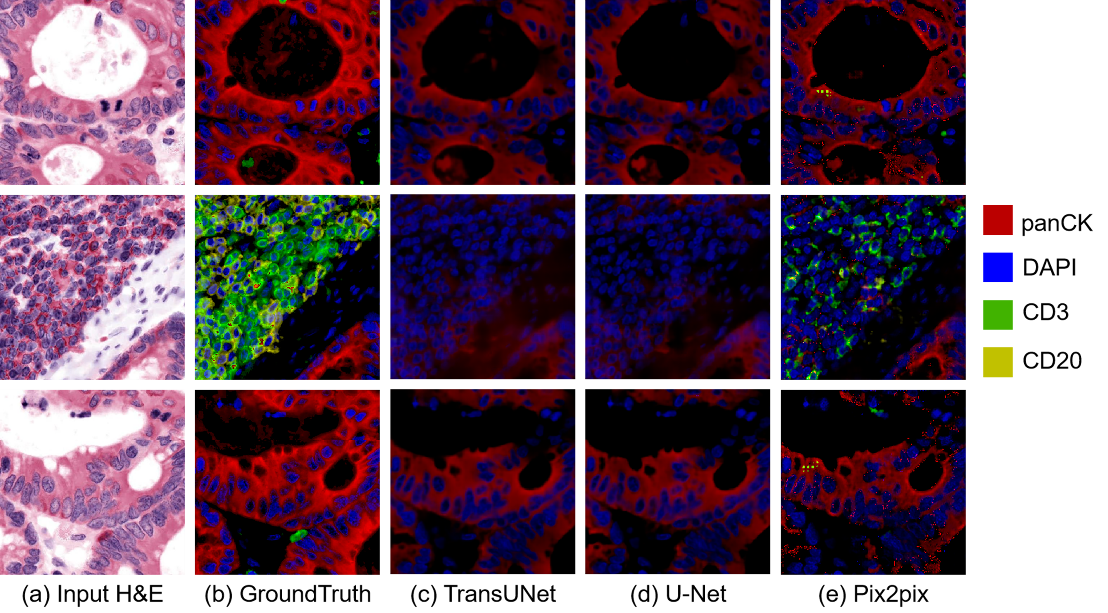 panCK
DAPI
CD3
CD20
(a) Input H&E (b) GroundTruth (c) TransUNet (d) U-Net (e) Pix2pix